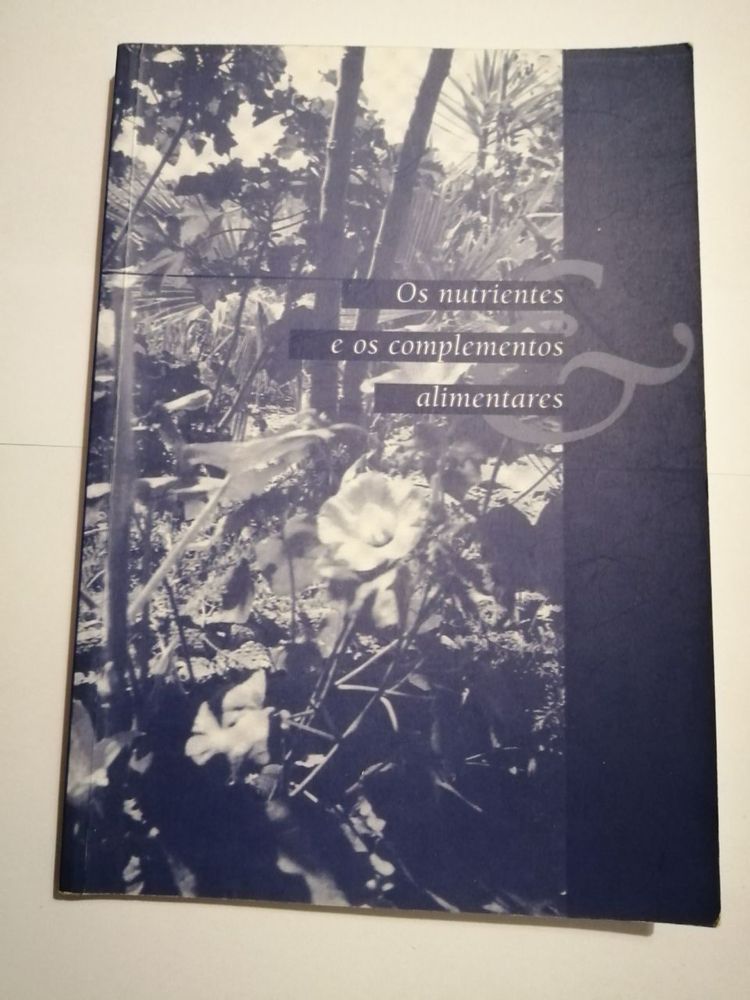 Os nutrientes
e os complementos
alimentares
&